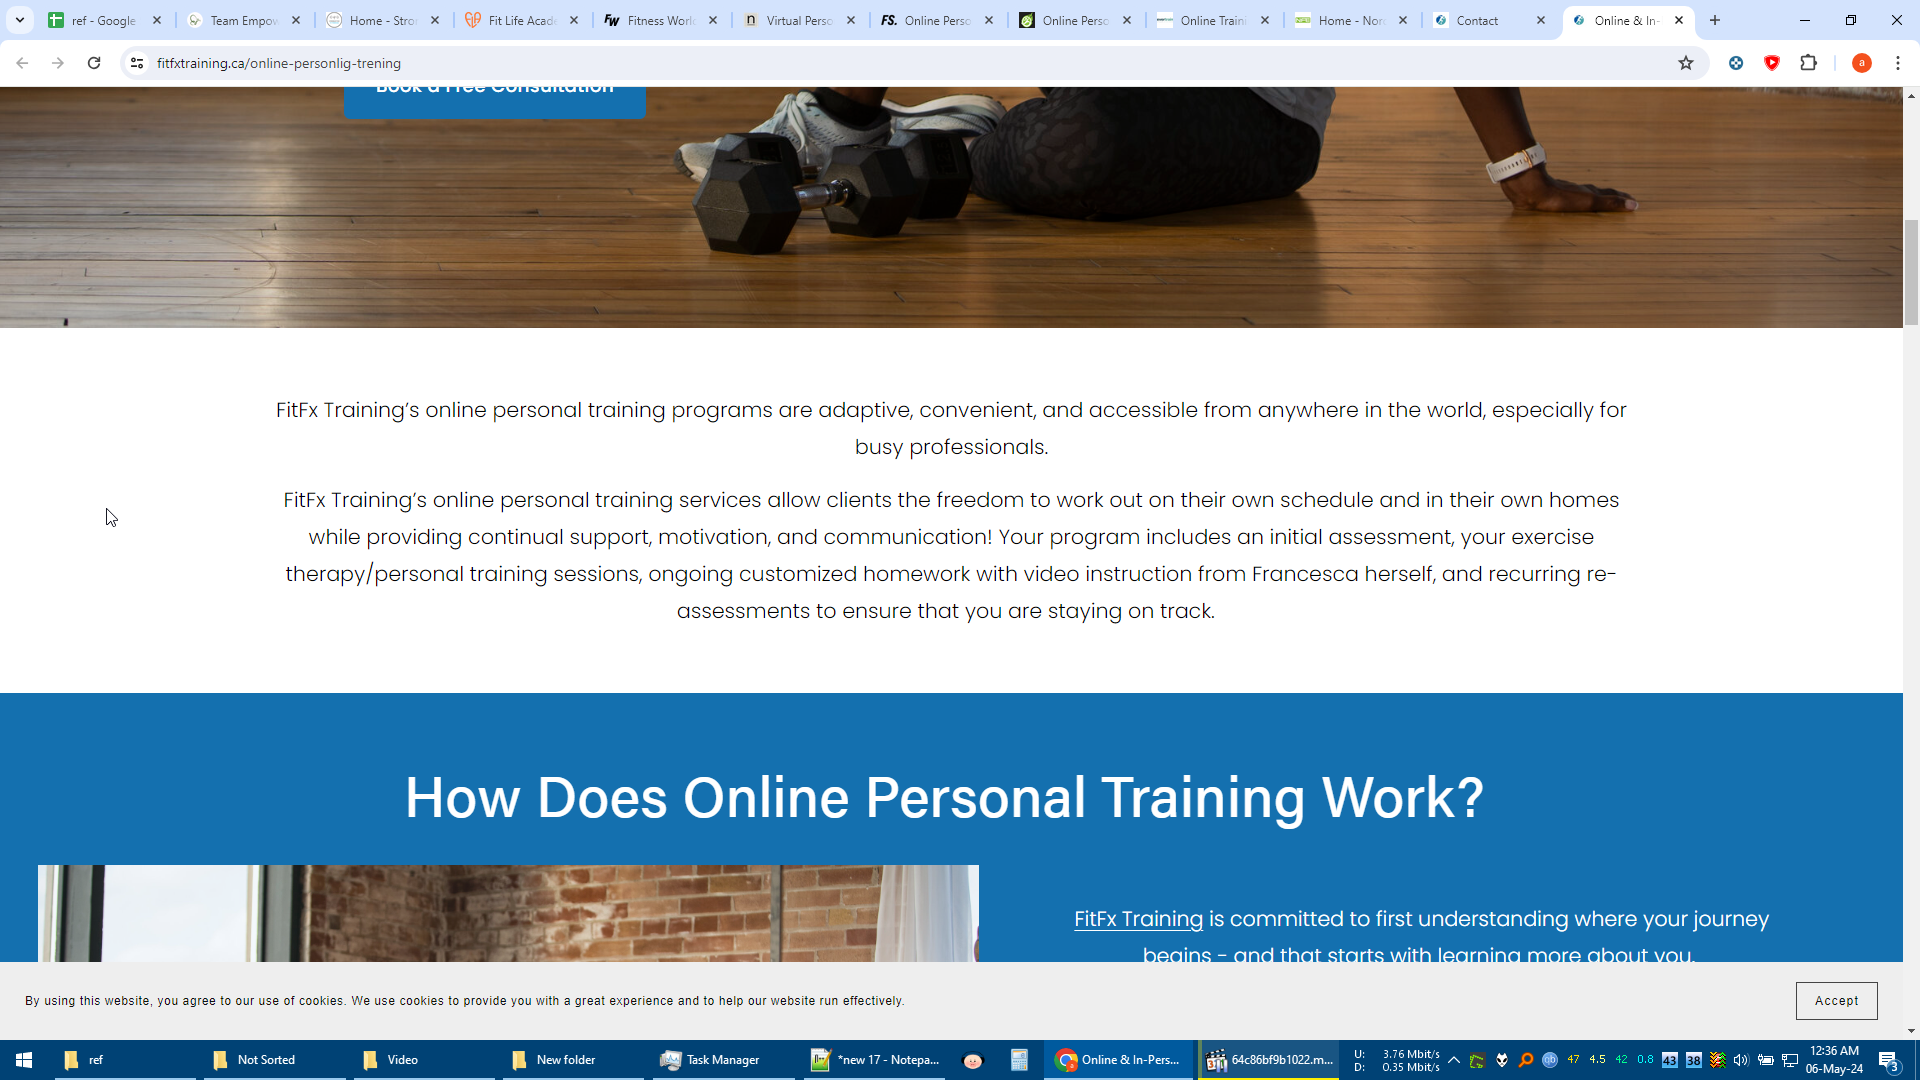 ref - Google
Team Empow
Home - Stron
Fit Life Acade
Fitness Work
Virtual Perso
Online Perso
Online Perso
Online Traini
Home - Nord
Contact
Online & In-
fitfxtraining.ca/online-personlig-trening
a
Book a Free Consultation
FitFx Training’s online personal training programs are adaptive, convenient, and accessible from anywhere in the world, especially for
busy professionals.
FitFx Training’s online personal training services allow clients the freedom to work out on their own schedule and in their own homes
while providing continual support, motivation, and communication! Your program includes an initial assessment, your exercise
therapy/personal training sessions, ongoing customized homework with video instruction from Francesca herself, and recurring re-
assessments to ensure that you are staying on track.
How Does Online Personal Training Work?
FitFx Training is committed to first understanding where your journey
begins - and that starts with learning more about you.
By using this website, you agree to our use of cookies. We use cookies to provide you with a great experience and to help our website run effectively.
Accept
ref
Not Sorted
Video
New folder
Task Manager
*new 17 - Notepa...
Online & In-Pers...
64c86bf9b1022.m...
U: 3.76 Mbit/s
D: 0.35 Mbit/s
47 4.5 42 0.8 43 38
12:36 AM
06-May-24
3